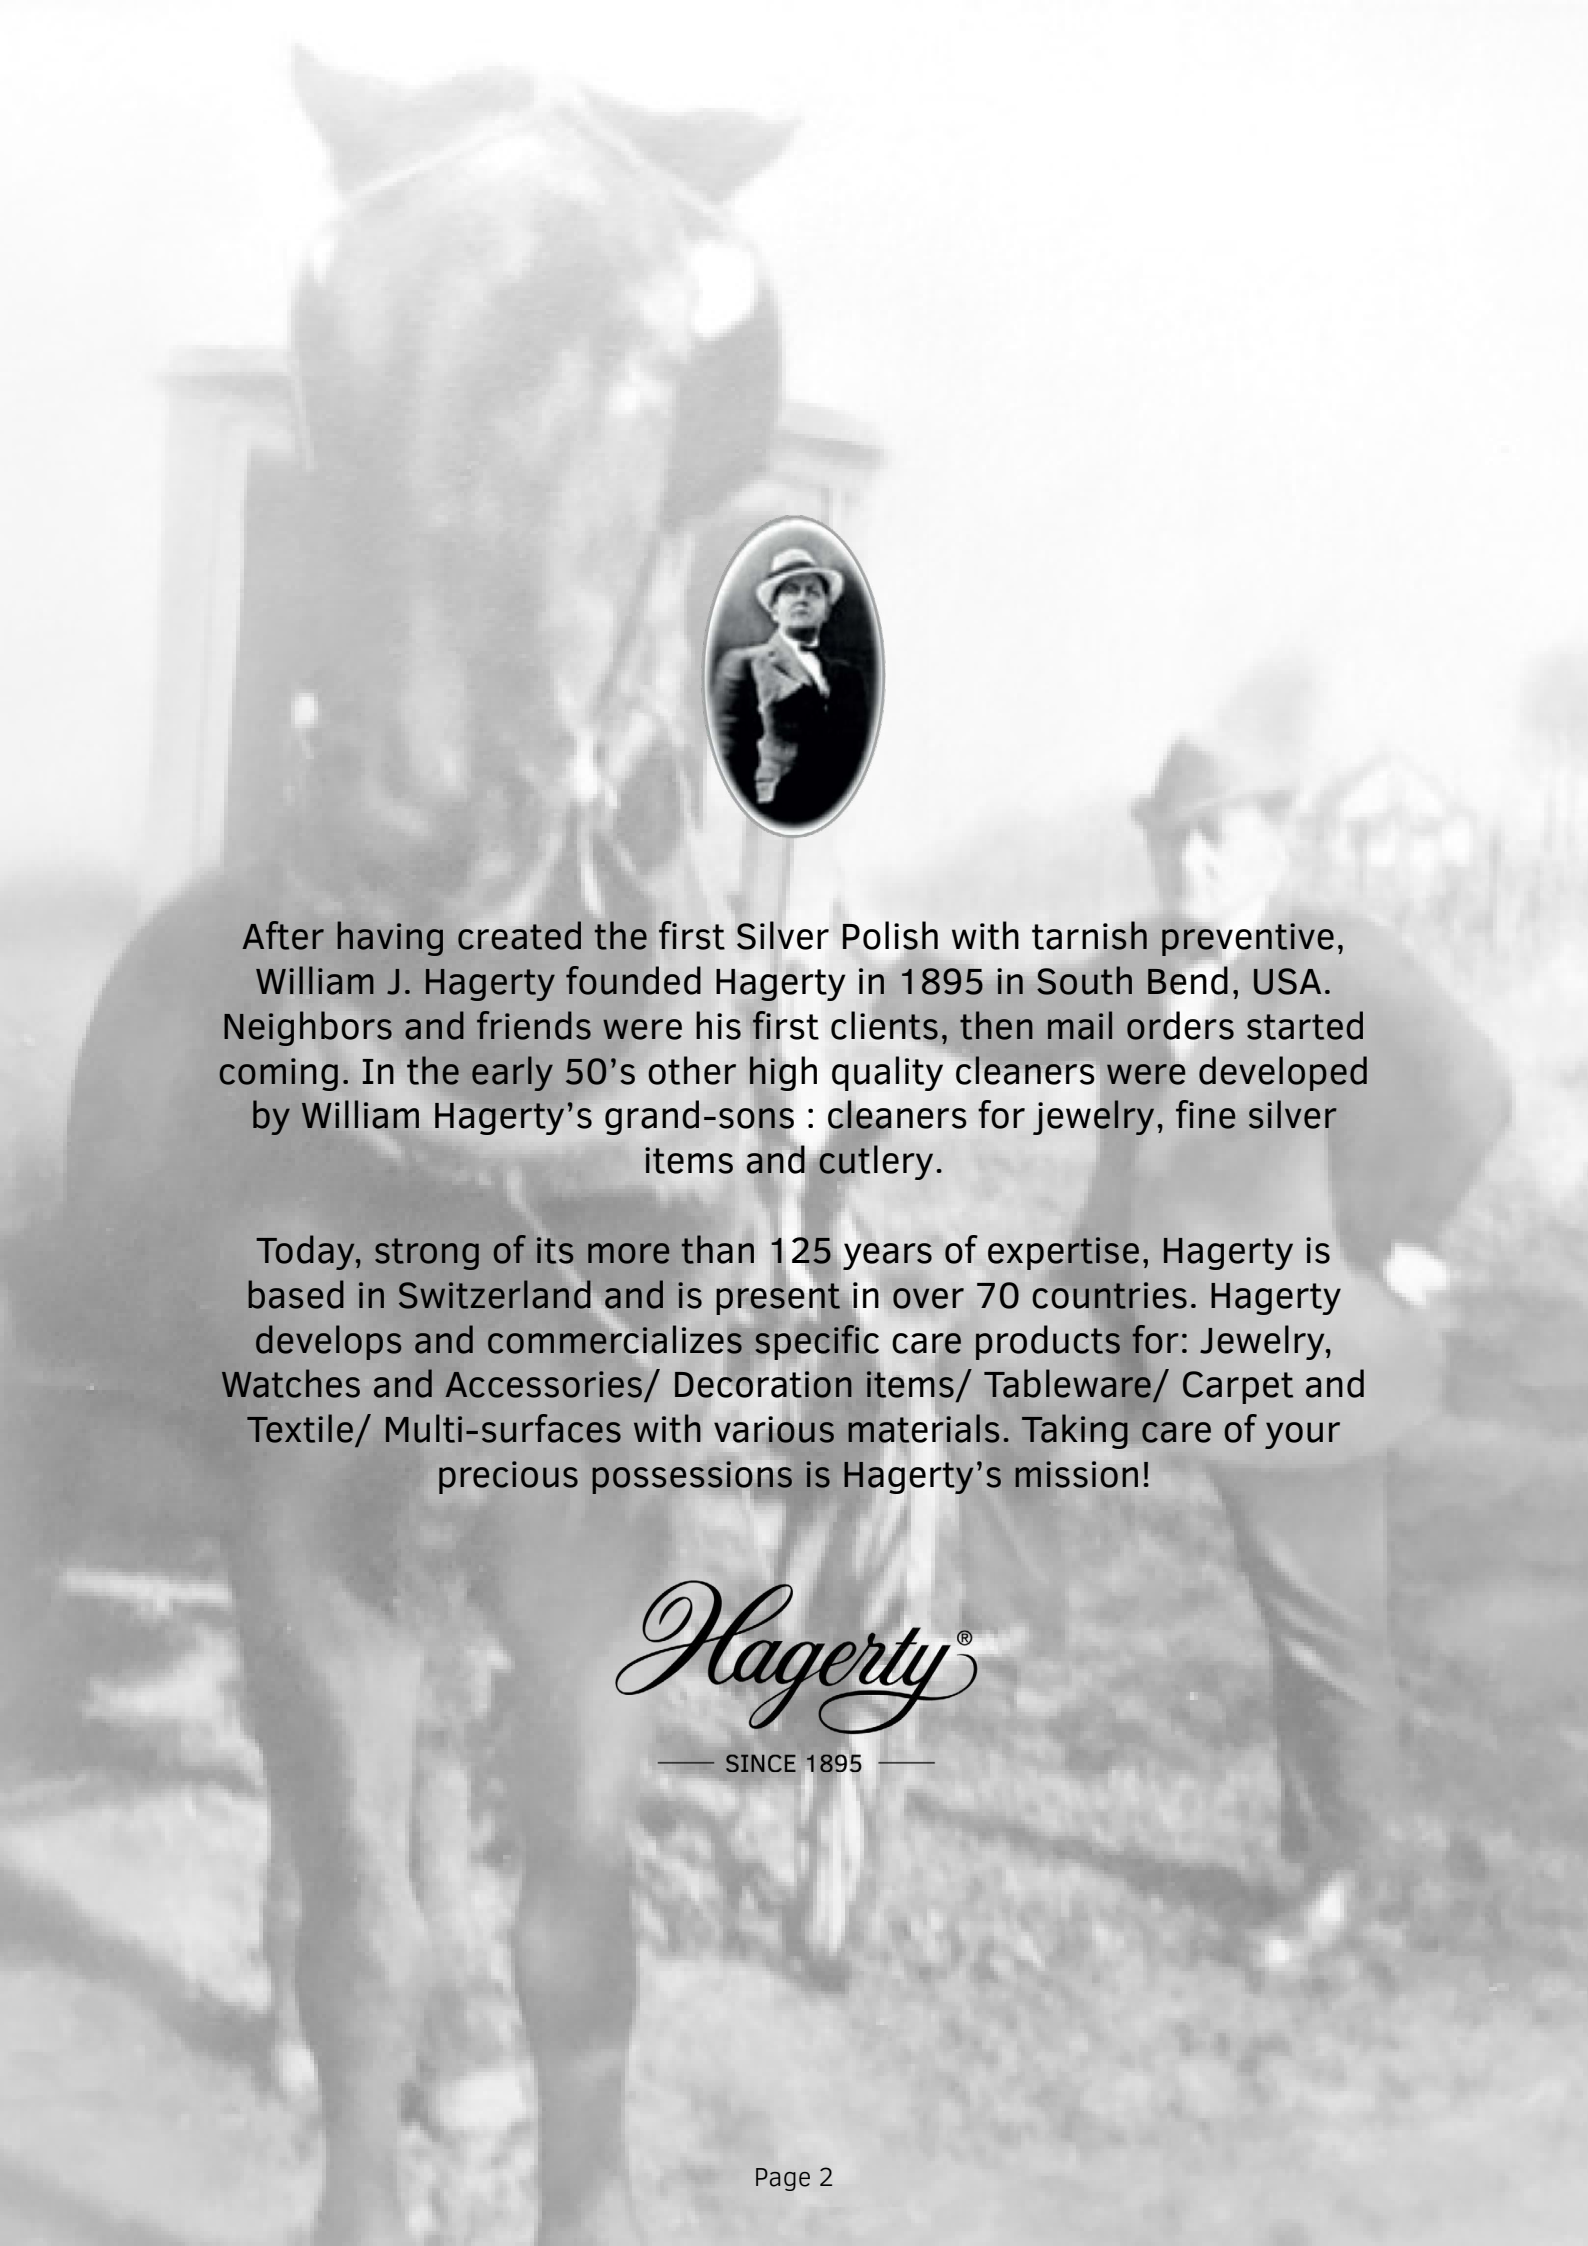 After having created the first Silver Polish with tarnish preventive,
William J. Hagerty founded Hagerty in 1895 in South Bend, USA.
Neighbors and friends were his first clients, then mail orders started
coming. In the early 50’s other high quality cleaners were developed
by William Hagerty’s grand-sons : cleaners for jewelry, fine silver
items and cutlery.
Today, strong of its more than 125 years of expertise, Hagerty is
based in Switzerland and is present in over 70 countries. Hagerty
develops and commercializes specific care products for: Jewelry,
Watches and Accessories/ Decoration items/ Tableware/ Carpet and
Textile/ Multi-surfaces with various materials. Taking care of your
precious possessions is Hagerty’s mission!
Hagerty®
SINCE 1895
Page 2